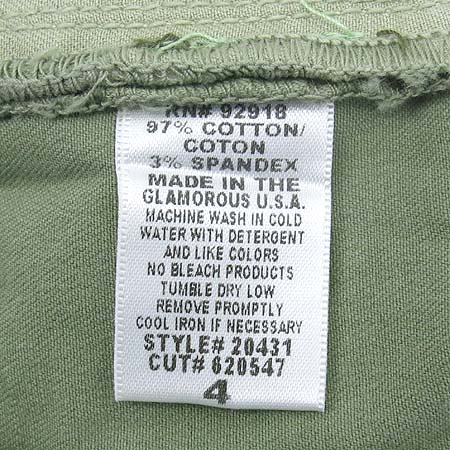 RN# 92918
97% COTTON/
COTON
3% SPANDEX
MADE IN THE
GLAMOROUS U.S.A.
MACHINE WASH IN COLD
WATER WITH DETERGENT
AND LIKE COLORS
NO BLEACH PRODUCTS
TUMBLE DRY LOW
REMOVE PROMPTLY
COOL IRON IF NECESSARY
STYLE# 20431
CUT# 620547
4